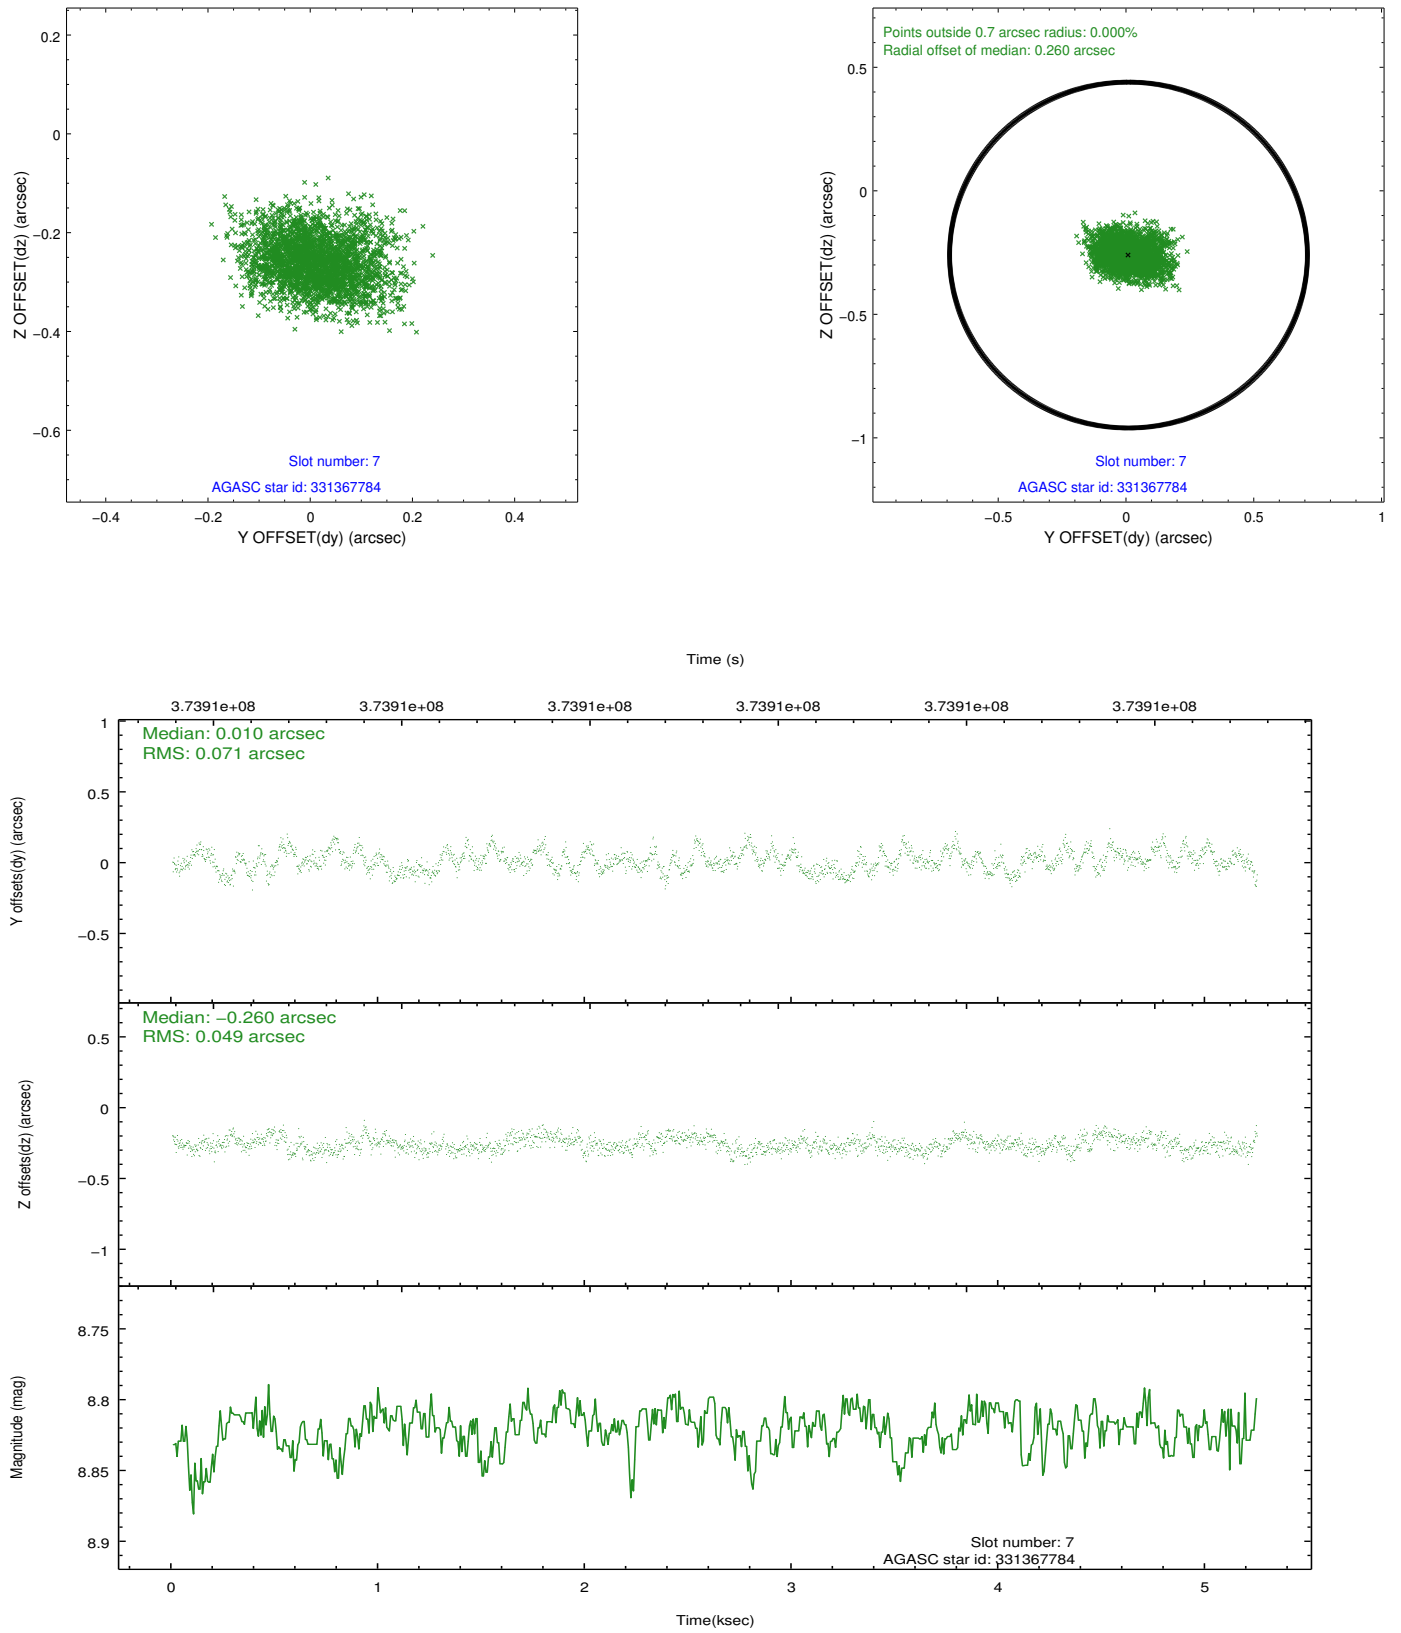 0.2
0
−0.2
−0.4
−0.6
Z OFFSET(dz) (arcsec)
Slot number: 7
AGASC star id: 331367784
−0.4
−0.2
0
0.2
0.4
Y OFFSET(dy) (arcsec)
Points outside 0.7 arcsec radius: 0.000%
Radial offset of median: 0.260 arcsec
0.5
0
−0.5
−1
Z OFFSET(dz) (arcsec)
Slot number: 7
AGASC star id: 331367784
−0.5
0
0.5
1
Y OFFSET(dy) (arcsec)
Time (s)
3.7391e+08
3.7391e+08
3.7391e+08
3.7391e+08
3.7391e+08
3.7391e+08
Median: 0.010 arcsec
RMS: 0.071 arcsec
1
0.5
0
−0.5
Y offsets(dy) (arcsec)
Median: −0.260 arcsec
RMS: 0.049 arcsec
0.5
0
−0.5
−1
Z offsets(dz) (arcsec)
8.75
8.8
8.85
8.9
Magnitude (mag)
Slot number: 7
AGASC star id: 331367784
0
1
2
3
4
5
Time(ksec)